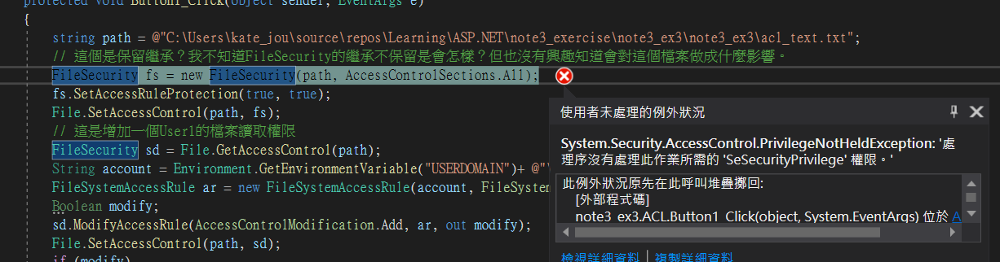 protected void Button1_Click(object sender, EventArgs e)
{
string path = @"C:\Users\kate_jou\source\repos\Learning\ASP.NET\note3_exercise\note3_ex3\note3_ex3\acl_text.txt";
// 這個是保留繼承？我不知道FileSecurity的繼承不保留是會怎樣？但也沒有興趣知道會對這個檔案做成什麼影響。
FileSecurity fs = new FileSecurity(path, AccessControlSections.All);
fs.SetAccessRuleProtection(true, true);
File.SetAccessControl(path, fs);
// 這是增加一個User1的檔案讀取權限
FileSecurity sd = File.GetAccessControl(path);
String account = Environment.GetEnvironmentVariable("USERDOMAIN")+ @"\
FileSystemAccessRule ar = new FileSystemAccessRule(account, FileSystem
Boolean modify;
sd.ModifyAccessRule(AccessControlModification.Add, ar, out modify);
File.SetAccessControl(path, sd);
if (modify)
使用者未處理的例外狀況
System.Security.AccessControl.PrivilegeNotHeldException: '處
理序沒有處理此作業所需的 'SeSecurityPrivilege' 權限。'
此例外狀況原先在此呼叫堆疊擲回:
[外部程式碼]
note3_ex3.ACL.Button1_Click(object, System.EventArgs) 位於 A
檢視詳細資料 | 複製詳細資料